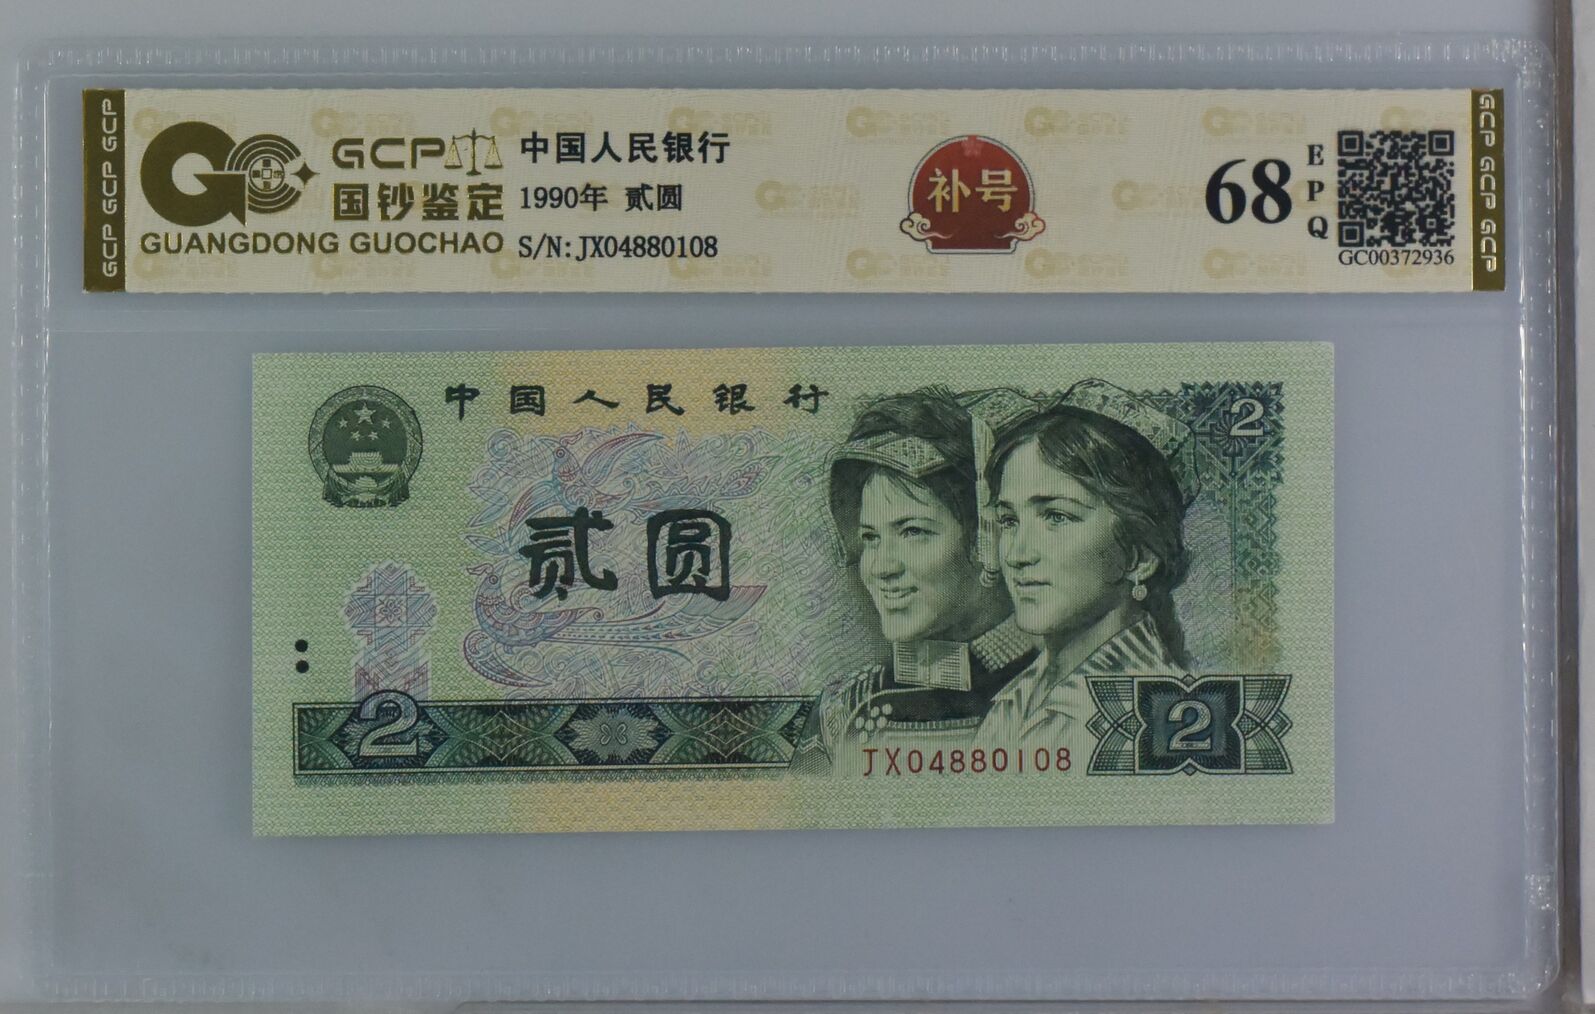 GCP GCP GCP
GCP
国钞鉴定
GUANGDONG GUOCHAO
中国人民银行
1990年 贰圆
S/N: JX04880108
补号
68
EPQ
GC00372936
GCP GCP GCP
中国人民银行
2
贰圆
2
JX04880108
2